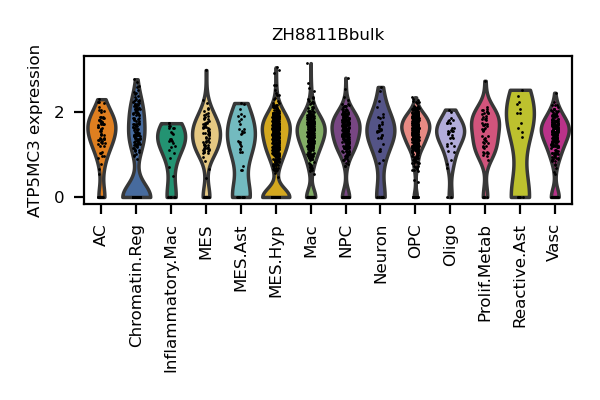 ZH8811Bbulk
ATP5MC3 expression
2
0
AC
Chromatin.Reg
Inflammatory.Mac
MES
MES.Ast
MES.Hyp
Mac
NPC
Neuron
OPC
Oligo
Prolif.Metab
Reactive.Ast
Vasc